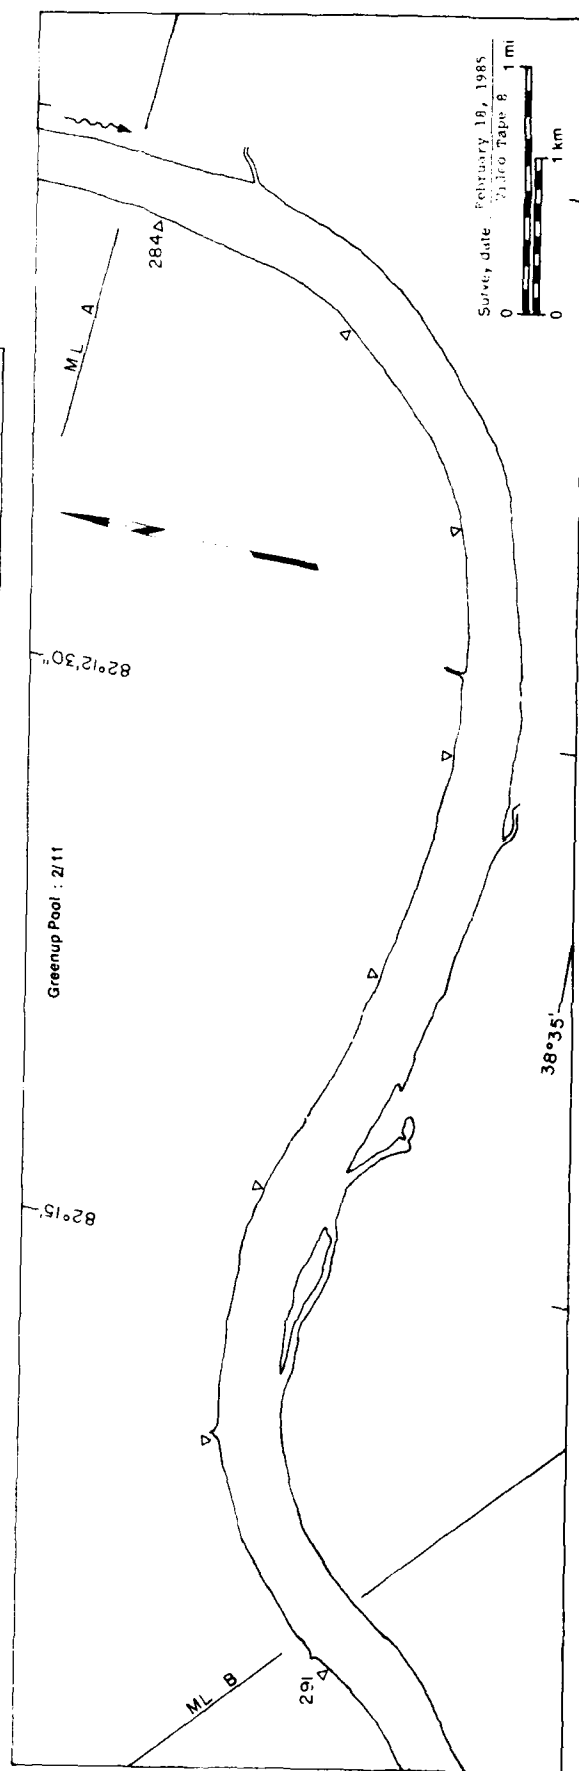 Greenup Pool : 2/11
82°15'
82°12'30"
ML A
284
ML B
291
38°35'
Survey date February 18, 1985
Video Tape 8
0 1 mi
0 1 km
N